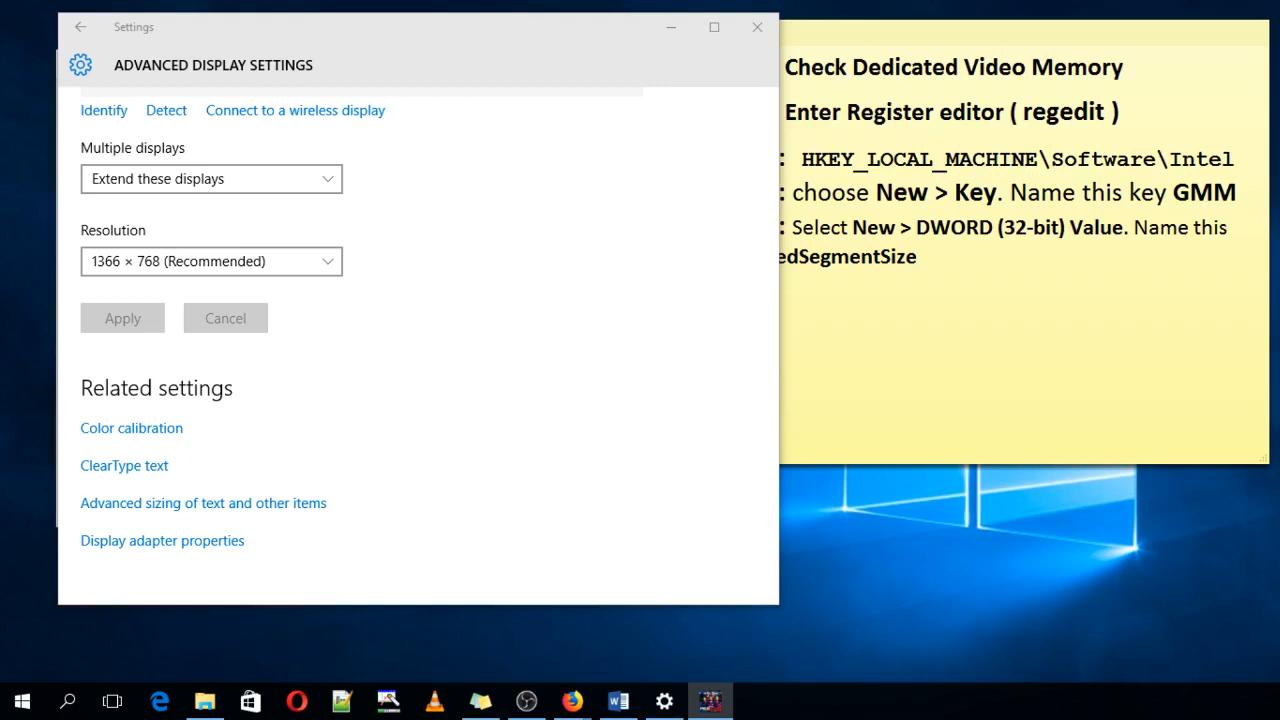 Settings
ADVANCED DISPLAY SETTINGS
Identify Detect Connect to a wireless display
Multiple displays
Extend these displays
Resolution
1366 × 768 (Recommended)
Apply Cancel
Related settings
Color calibration
ClearType text
Advanced sizing of text and other items
Display adapter properties
Check Dedicated Video Memory
Enter Register editor ( regedit )
: HKEY_LOCAL_MACHINE\Software\Intel
: choose New > Key. Name this key GMM
: Select New > DWORD (32-bit) Value. Name this
edSegmentSize